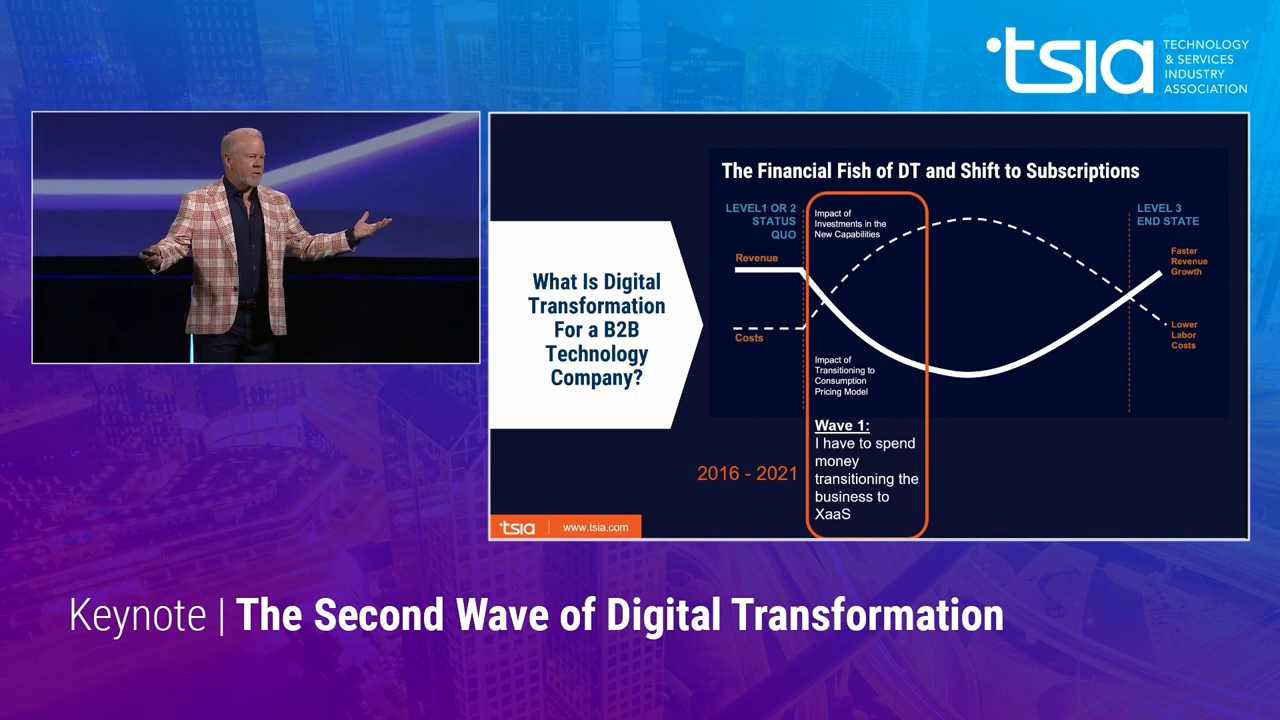 tsia
TECHNOLOGY
& SERVICES
INDUSTRY
ASSOCIATION
What Is Digital
Transformation
For a B2B
Technology
Company?
The Financial Fish of DT and Shift to Subscriptions
LEVEL1 OR 2
STATUS
QUO
Impact of
Investments in the
New Capabilities
LEVEL 3
END STATE
Revenue
Faster
Revenue
Growth
Costs
Lower
Labor
Costs
Impact of
Transitioning to
Consumption
Pricing Model
2016 - 2021
Wave 1:
I have to spend
money
transitioning the
business to
XaaS
tsia | www.tsia.com
Keynote | The Second Wave of Digital Transformation